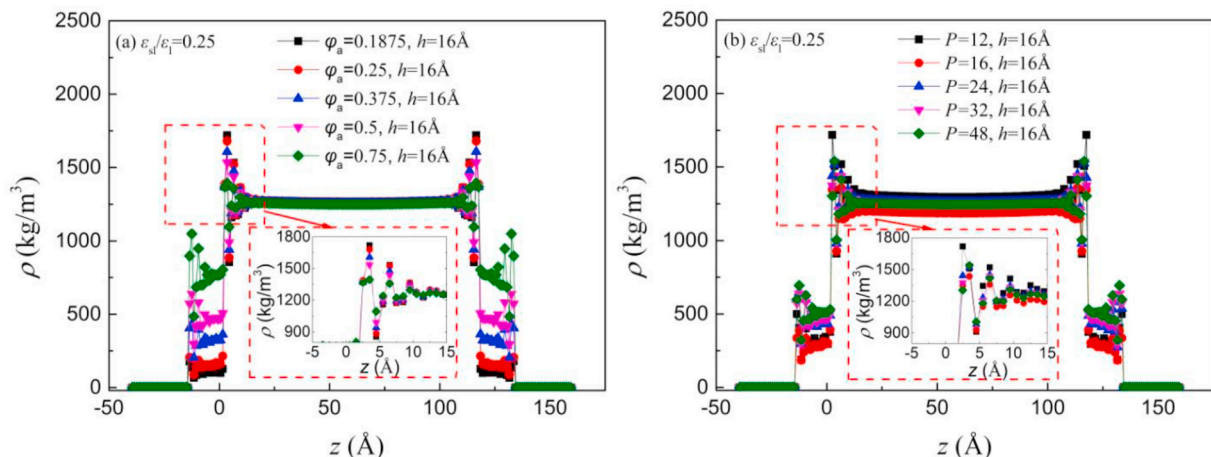 (a) εsl/εl=0.25
φa=0.1875, h=16Å
φa=0.25, h=16Å
φa=0.375, h=16Å
φa=0.5, h=16Å
φa=0.75, h=16Å
2500
2000
1500
1000
500
0
ρ (kg/m³)
-50
0
50
100
150
z (Å)
1800
1500
1200
900
ρ (kg/m³)
-5
0
5
10
15
z (Å)
(b) εsl/εl=0.25
P=12, h=16Å
P=16, h=16Å
P=24, h=16Å
P=32, h=16Å
P=48, h=16Å
2500
2000
1500
1000
500
0
ρ (kg/m³)
-50
0
50
100
150
z (Å)
1800
1500
1200
900
ρ (kg/m³)
-5
0
5
10
15
z (Å)